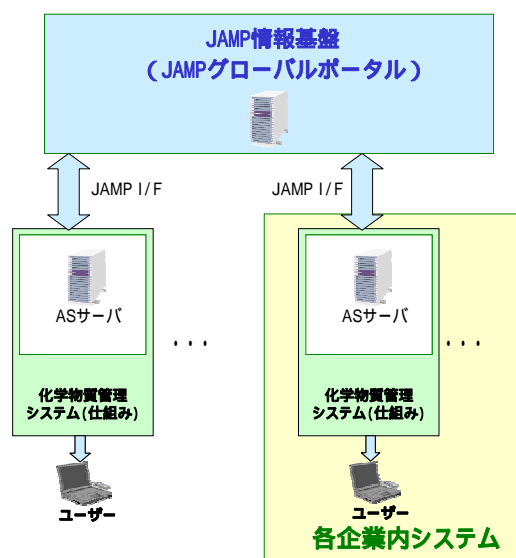 JAMP情報基盤
（JAMPグローバルポータル）
JAMP I/F
JAMP I/F
ASサーバ
ASサーバ
・・・
・・・
化学物質管理
システム(仕組み)
化学物質管理
システム(仕組み)
ユーザー
ユーザー
各企業内システム